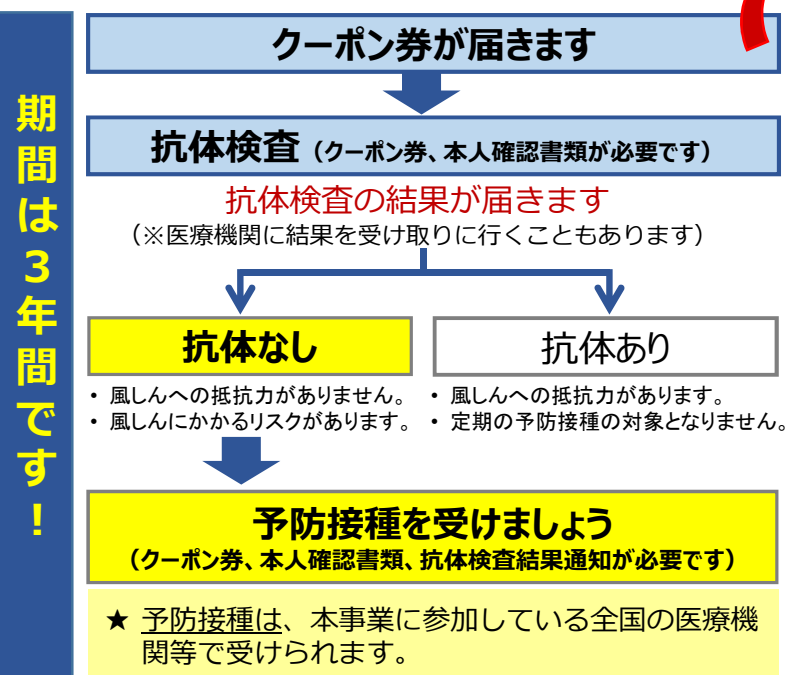 期間は３年間です！
クーポン券が届きます
抗体検査（クーポン券、本人確認書類が必要です）
抗体検査の結果が届きます
（※医療機関に結果を受け取りに行くこともあります）
抗体なし
抗体あり
• 風しんへの抵抗力がありません。
• 風しんにかかるリスクがあります。
• 風しんへの抵抗力があります。
• 定期の予防接種の対象となりません。
予防接種を受けましょう
（クーポン券、本人確認書類、抗体検査結果通知が必要です）
★ 予防接種は、本事業に参加している全国の医療機
関等で受けられます。